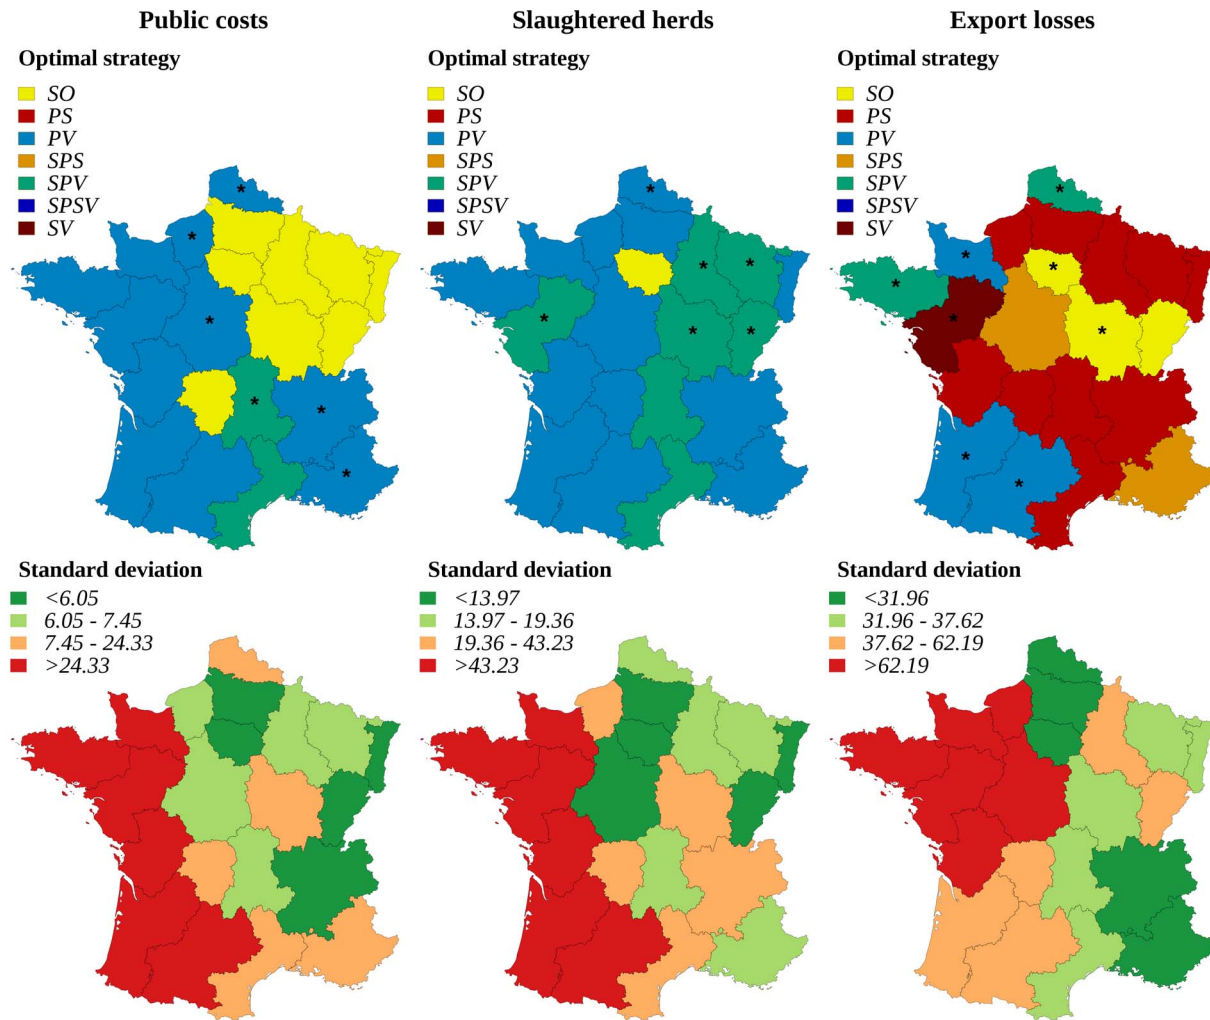 Public costs
Slaughtered herds
Export losses
Optimal strategy
SO
PS
PV
SPS
SPV
SPSV
SV
Optimal strategy
SO
PS
PV
SPS
SPV
SPSV
SV
Optimal strategy
SO
PS
PV
SPS
SPV
SPSV
SV
Standard deviation
<6.05
6.05 - 7.45
7.45 - 24.33
>24.33
Standard deviation
<13.97
13.97 - 19.36
19.36 - 43.23
>43.23
Standard deviation
<31.96
31.96 - 37.62
37.62 - 62.19
>62.19